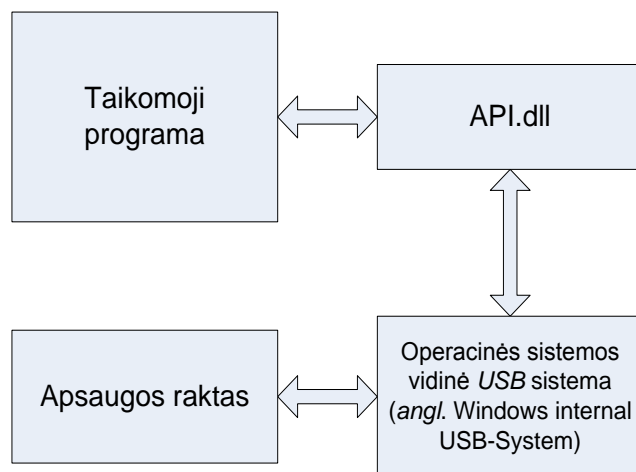 Taikomoji
programa
API.dll
Apsaugos raktas
Operacinės sistemos
vidinė USB sistema
(angl. Windows internal
USB-System)